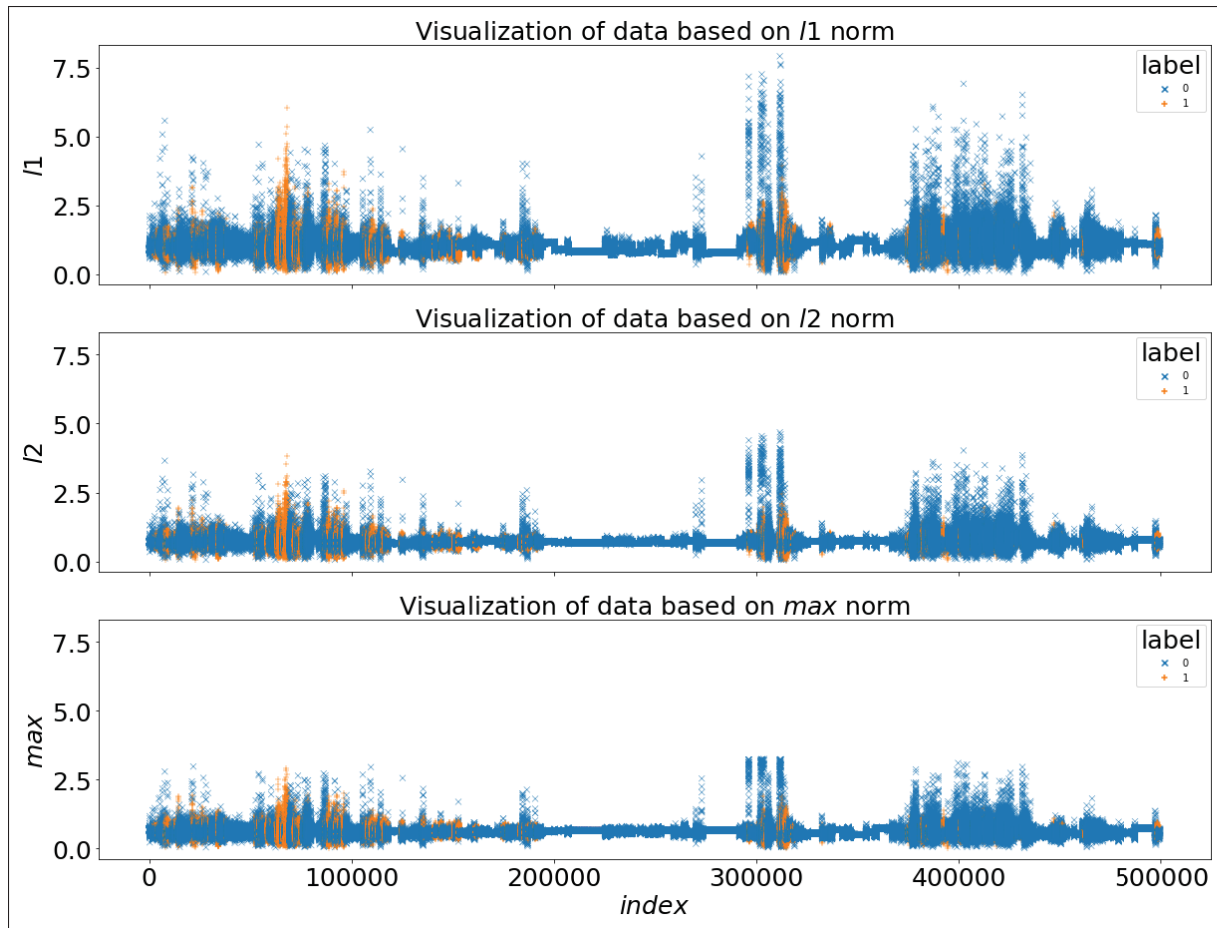 Visualization of data based on l1 norm
7.5
5.0
2.5
0.0
l1
label
0
1
Visualization of data based on l2 norm
7.5
5.0
2.5
0.0
l2
label
0
1
Visualization of data based on max norm
7.5
5.0
2.5
0.0
max
label
0
1
0 100000 200000 300000 400000 500000
index